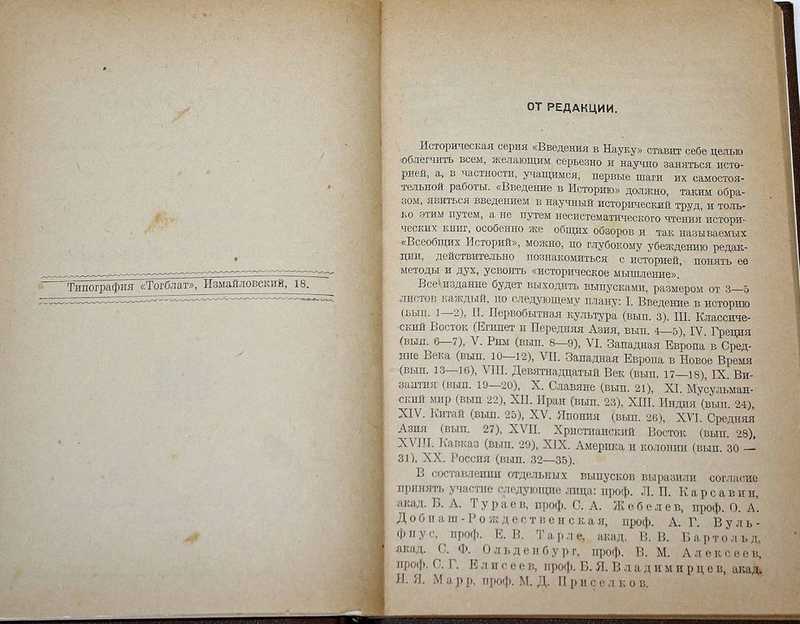 Типография «Тогблат», Измайловский, 18.
ОТ РЕДАКЦИИ.
Историческая серия «Введения в Науку» ставит себе целью
облегчить всем, желающим серьезно и научно заняться исто-
рией, а, в частности, учащимся, первые шаги их самостоя-
тельной работы. «Введение в Историю» должно, таким обра-
зом, явиться введением в научный исторический труд, и толь-
ко этим путем, а не путем несистематического чтения истори-
ческих книг, особенно же общих обзоров и так называемых
«Всеобщих Историй», можно, по глубокому убеждению редак-
ции, действительно познакомиться с историей, понять ее
методы и дух, усвоить «историческое мышление».
Все издание будет выходить выпусками, размером от 3—5
листов каждый, по следующему плану: I. Введение в историю
(вып. 1—2), II. Первобытная культура (вып. 3). III. Классиче-
ский Восток (Египет и Передняя Азия, вып. 4—5), IV. Греция
(вып. 6—7), V. Рим (вып. 8—9), VI. Западная Европа в Сред-
ние Века (вып. 10—12), VII. Западная Европа в Новое Время
(вып. 13—16), VIII. Девятнадцатый Век (вып. 17—18), IX. Ви-
зантия (вып. 19—20), X. Славяне (вып. 21), XI. Мусульман-
ский мир (вып 22), XII. Иран (вып. 23), XIII. Индия (вып. 24),
XIV. Китай (вып. 25), XV. Япония (вып. 26), XVI. Средняя
Азия (вып. 27), XVII. Христианский Восток (вып. 28),
XVIII. Кавказ (вып. 29), XIX. Америка и колонии (вып. 30 —
31), XX. Россия (вып. 32—35).
В составлении отдельных выпусков выразили согласие
принять участие следующие лица: проф. Л. П. Карсавин,
акад. Б. А. Тураев, проф. С. А. Жебелев, проф. О. А.
Добиаш-Рождественская, проф. А. Г. Вуль-
фиус, проф. Е. В. Тарле, акад. В. В. Бартольд,
акад. С. Ф. Ольденбург, проф. В. М. Алексеев,
проф. С. Г. Елисеев, проф. Б. Я. Владимирцев, акад.
Н. Я. Марр, проф. М. Д. Приселков.